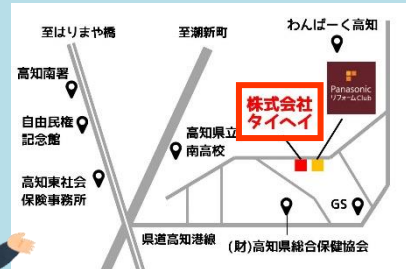 至はりまや橋
至潮新町
わんぱーく高知
高知南署
Panasonic
リフォームClub
株式会社
タイヘイ
自由民権
記念館
高知県立
南高校
高知東社会
保険事務所
GS
県道高知港線
(財)高知県総合保健協会